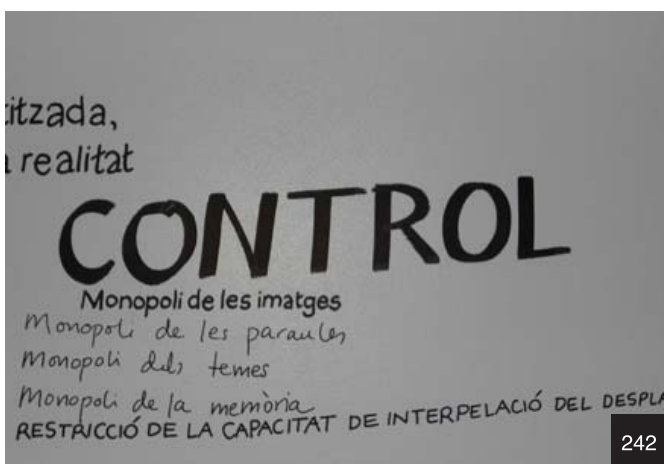 itzada,
a realitat
CONTROL
Monopoli de les imatges
Monopoli de les paraules
Monopoli dels temes
Monopoli de la memòria
RESTRICCIÓ DE LA CAPACITAT DE INTERPELACIÓ DEL DESPLA
242